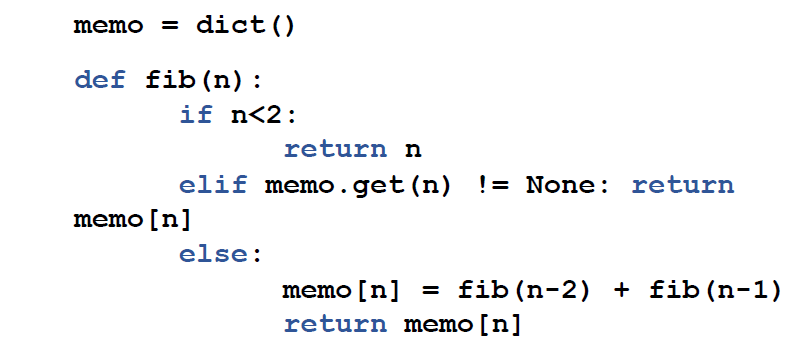 memo = dict()
def fib(n):
if n<2:
return n
elif memo.get(n) != None: return
memo[n]
else:
memo[n] = fib(n-2) + fib(n-1)
return memo[n]